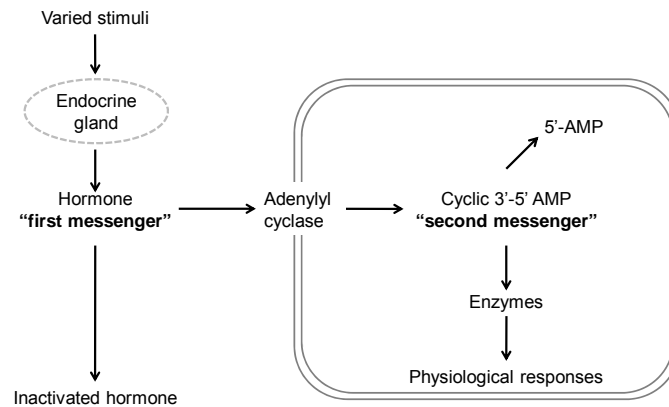 Varied stimuli
Endocrine
gland
Hormone
“first messenger”
Inactivated hormone
Adenylyl
cyclase
Cyclic 3’-5’ AMP
“second messenger”
5’-AMP
Enzymes
Physiological responses